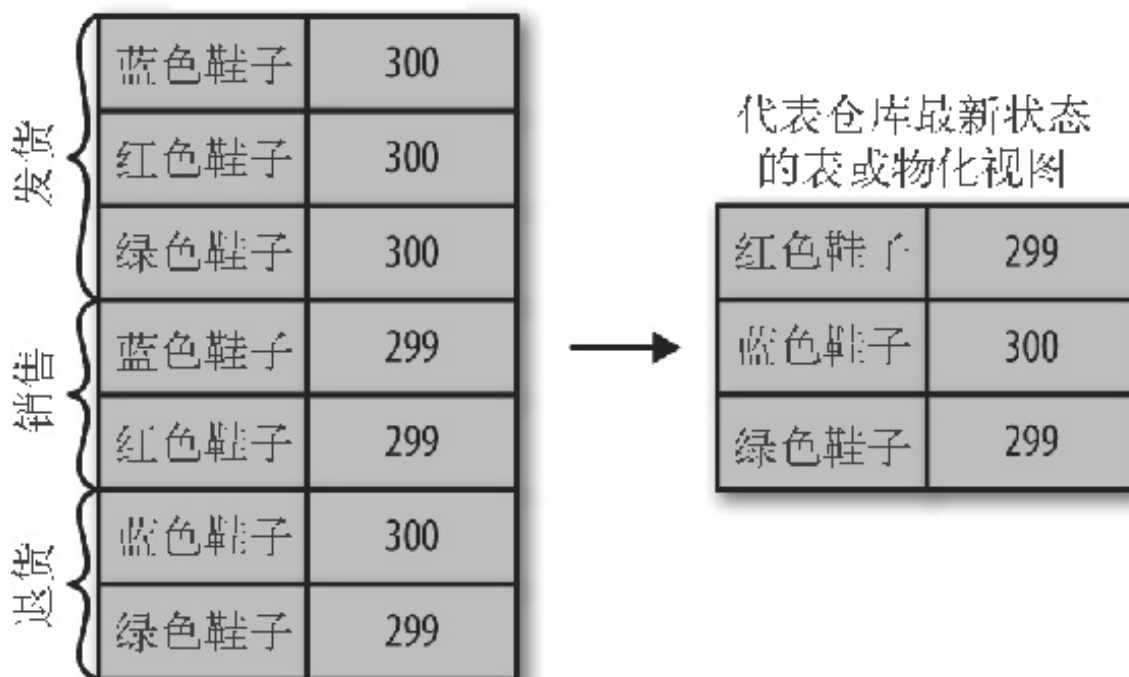 发货
蓝色鞋子 300
红色鞋子 300
绿色鞋子 300
销售
蓝色鞋子 299
红色鞋子 299
退货
蓝色鞋子 300
绿色鞋子 299
代表仓库最新状态
的表或物化视图
红色鞋子 299
蓝色鞋子 300
绿色鞋子 299